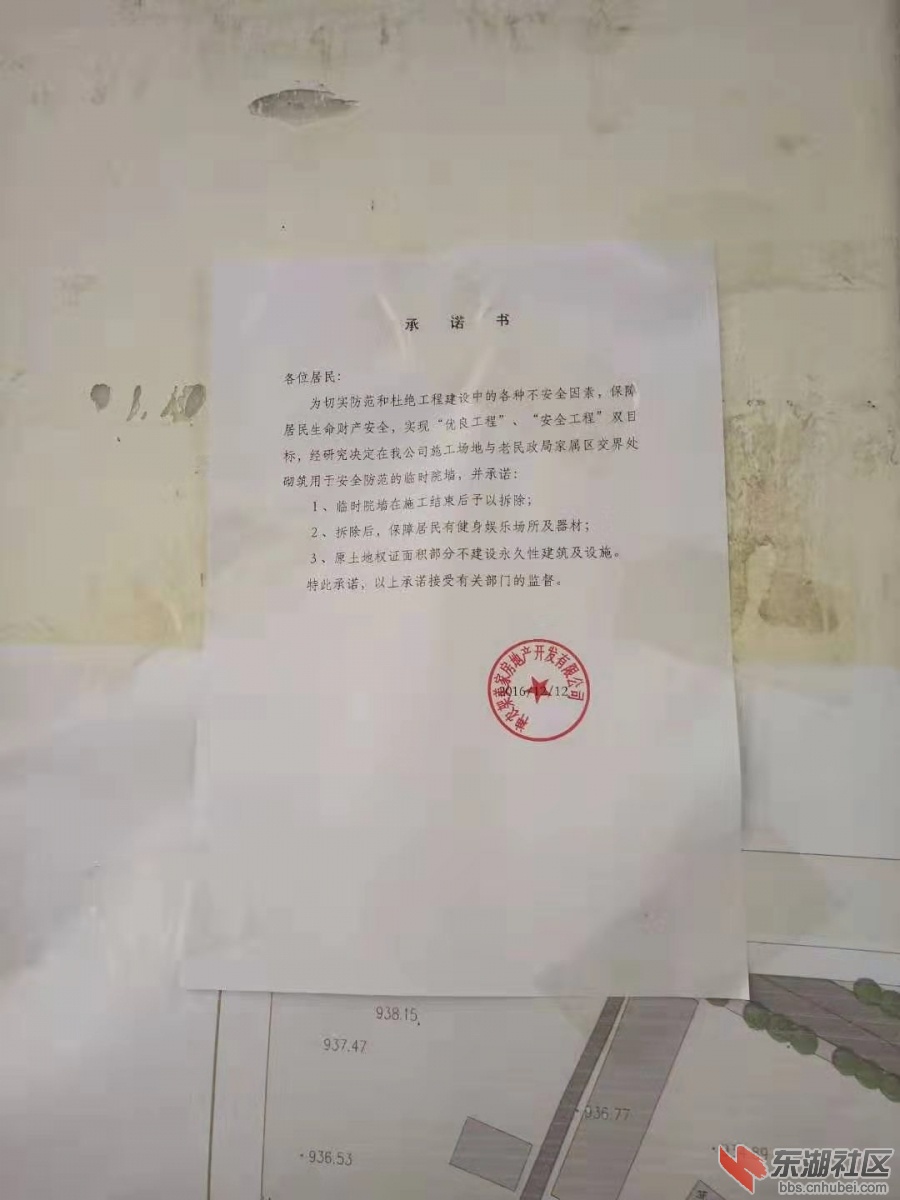 承 诺 书
各位居民：
为切实防范和杜绝工程建设中的各种不安全因素，保障
居民生命财产安全，实现“优良工程”、“安全工程”双目
标，经研究决定在我公司施工场地与老民政局家属区交界处
砌筑用于安全防范的临时院墙，并承诺：
1、临时院墙在施工结束后予以拆除；
2、拆除后，保障居民有健身娱乐场所及器材；
3、原土地权证面积部分不建设永久性建筑及设施。
特此承诺，以上承诺接受有关部门的监督。
家房地产开发有限公司
2016/12/12
938.15
937.47
936.77
936.53
东湖社区
bbs.cnhubei.com